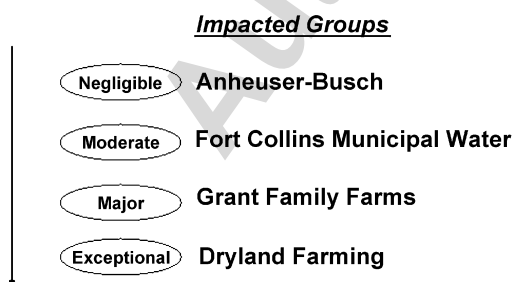 Impacted Groups
Negligible Anheuser-Busch
Moderate Fort Collins Municipal Water
Major Grant Family Farms
Exceptional Dryland Farming